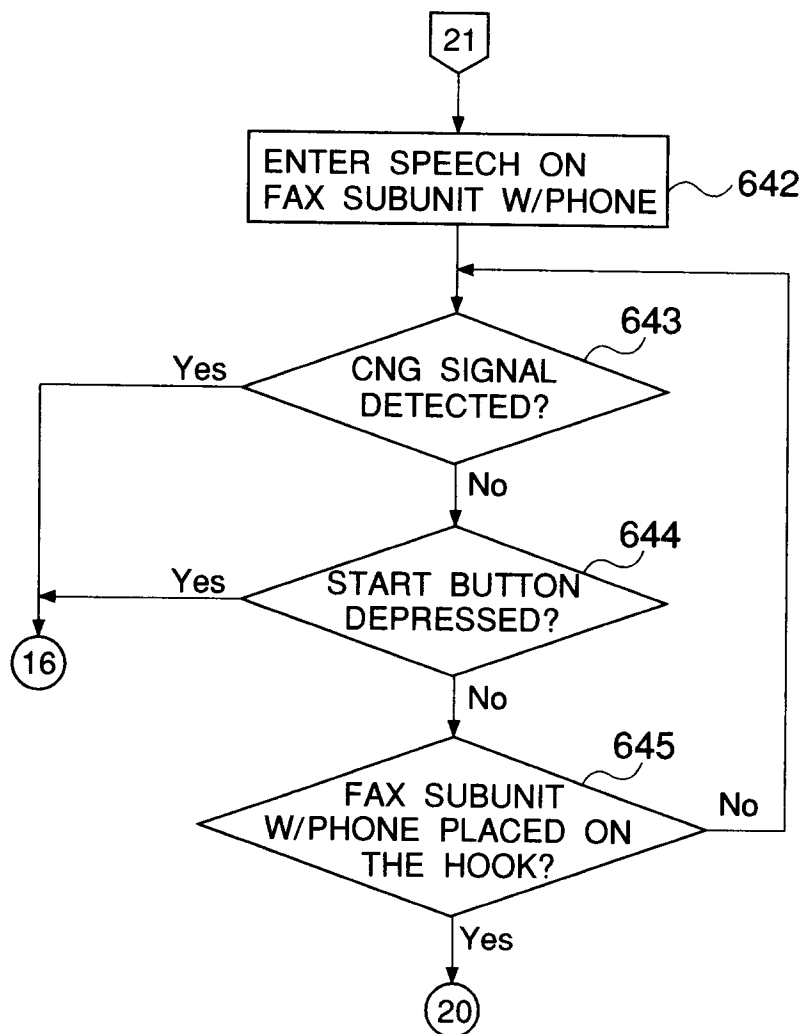 21
ENTER SPEECH ON
FAX SUBUNIT W/PHONE
642
643
Yes
CNG SIGNAL
DETECTED?
No
644
Yes
START BUTTON
DEPRESSED?
16
No
645
FAX SUBUNIT
W/PHONE PLACED ON
THE HOOK?
No
Yes
20